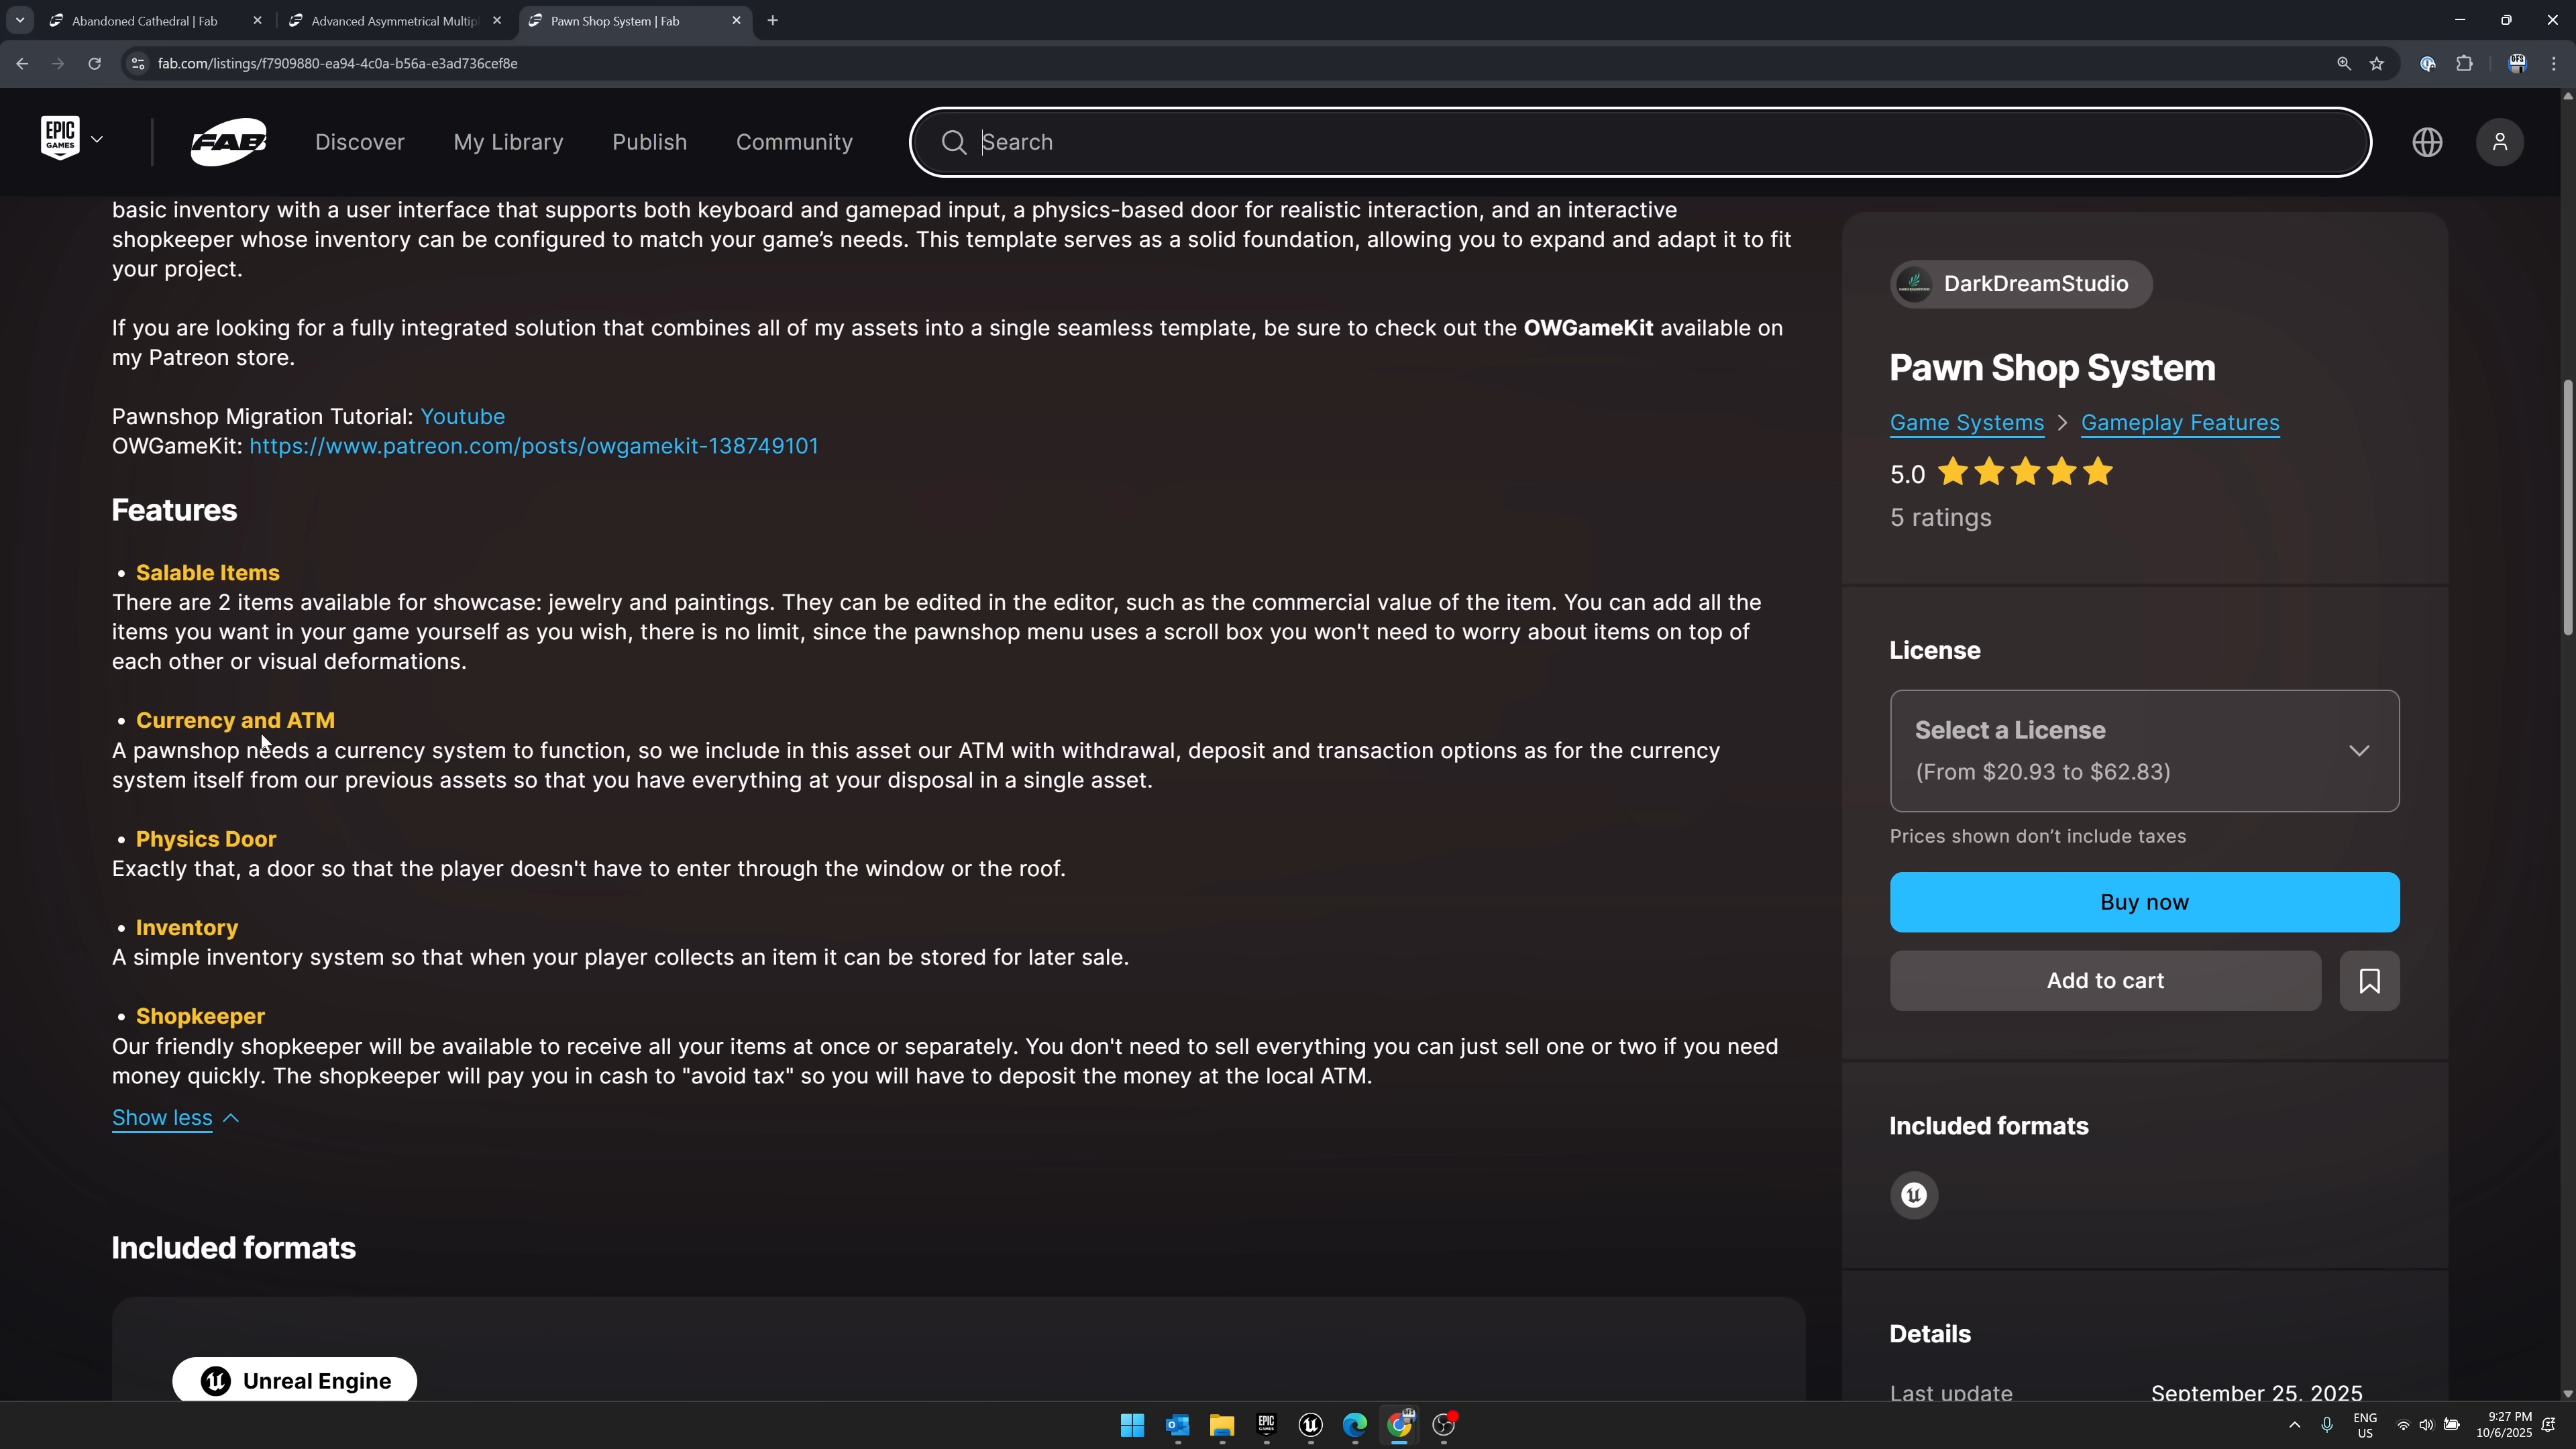 Abandoned Cathedral | Fab
Advanced Asymmetrical Multip
Pawn Shop System | Fab
fab.com/listings/f7909880-ea94-4c0a-b56a-e3ad736cef8e
EPIC GAMES
FAB
Discover
My Library
Publish
Community
Search
basic inventory with a user interface that supports both keyboard and gamepad input, a physics-based door for realistic interaction, and an interactive
shopkeeper whose inventory can be configured to match your game’s needs. This template serves as a solid foundation, allowing you to expand and adapt it to fit
your project.
If you are looking for a fully integrated solution that combines all of my assets into a single seamless template, be sure to check out the OWGameKit available on
my Patreon store.
Pawnshop Migration Tutorial: Youtube
OWGameKit: https://www.patreon.com/posts/owgamekit-138749101
Features
• Salable Items
There are 2 items available for showcase: jewelry and paintings. They can be edited in the editor, such as the commercial value of the item. You can add all the
items you want in your game yourself as you wish, there is no limit, since the pawnshop menu uses a scroll box you won't need to worry about items on top of
each other or visual deformations.
• Currency and ATM
A pawnshop needs a currency system to function, so we include in this asset our ATM with withdrawal, deposit and transaction options as for the currency
system itself from our previous assets so that you have everything at your disposal in a single asset.
• Physics Door
Exactly that, a door so that the player doesn't have to enter through the window or the roof.
• Inventory
A simple inventory system so that when your player collects an item it can be stored for later sale.
• Shopkeeper
Our friendly shopkeeper will be available to receive all your items at once or separately. You don't need to sell everything you can just sell one or two if you need
money quickly. The shopkeeper will pay you in cash to "avoid tax" so you will have to deposit the money at the local ATM.
Show less
Included formats
Unreal Engine
DarkDreamStudio
Pawn Shop System
Game Systems > Gameplay Features
5.0
5 ratings
License
Select a License
(From $20.93 to $62.83)
Prices shown don’t include taxes
Buy now
Add to cart
Included formats
Details
Last update September 25, 2025
ENG
US
9:27 PM
10/6/2025